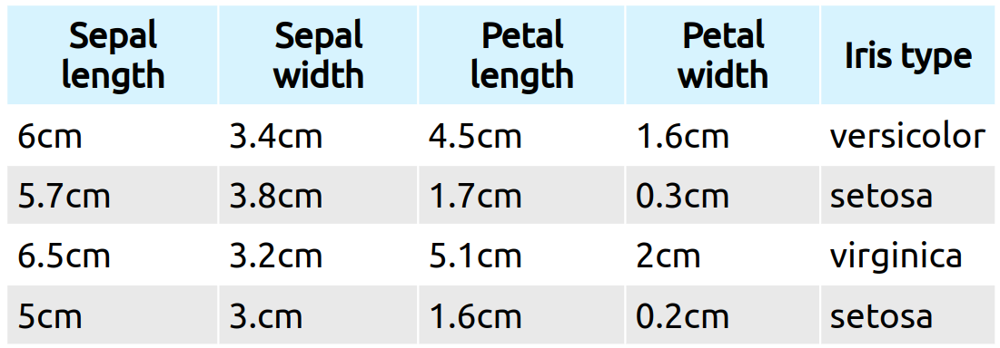 Sepal length Sepal width Petal length Petal width Iris type
6cm 3.4cm 4.5cm 1.6cm versicolor
5.7cm 3.8cm 1.7cm 0.3cm setosa
6.5cm 3.2cm 5.1cm 2cm virginica
5cm 3.cm 1.6cm 0.2cm setosa